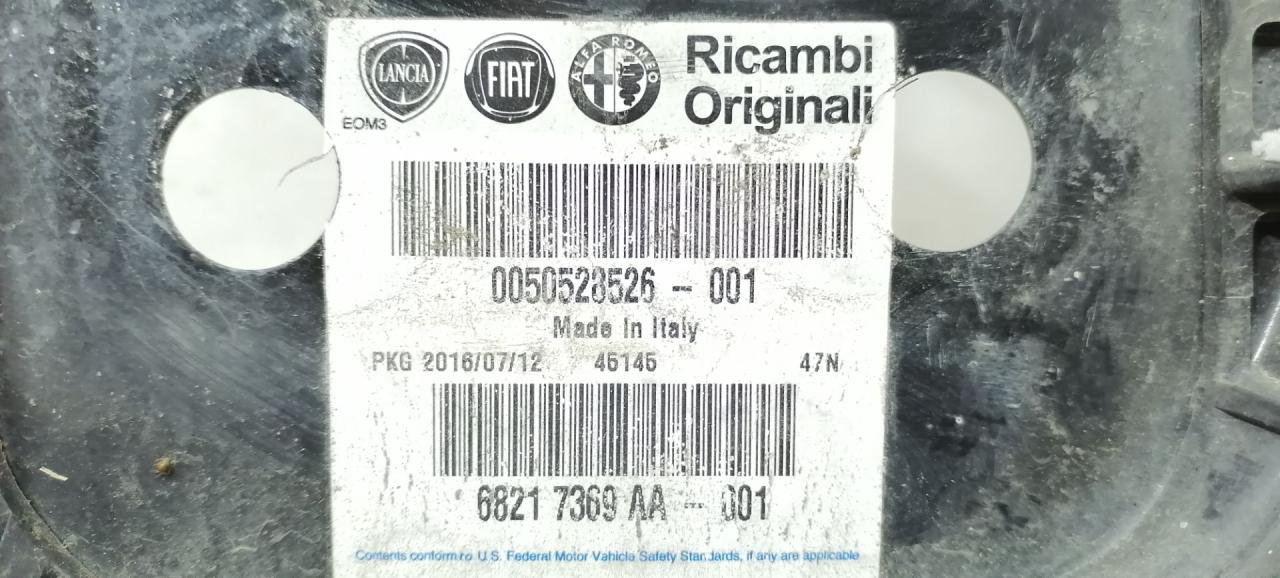 LANCIA FIAT ALFA ROMEO Ricambi
Originali
EOM3
0050528526 - 001
Made In Italy
PKG 2016/07/12 46146 47N
6821 7369 AA - 001
Contents conform to U.S. Federal Motor Vehicle Safety Standards, if any are applicable